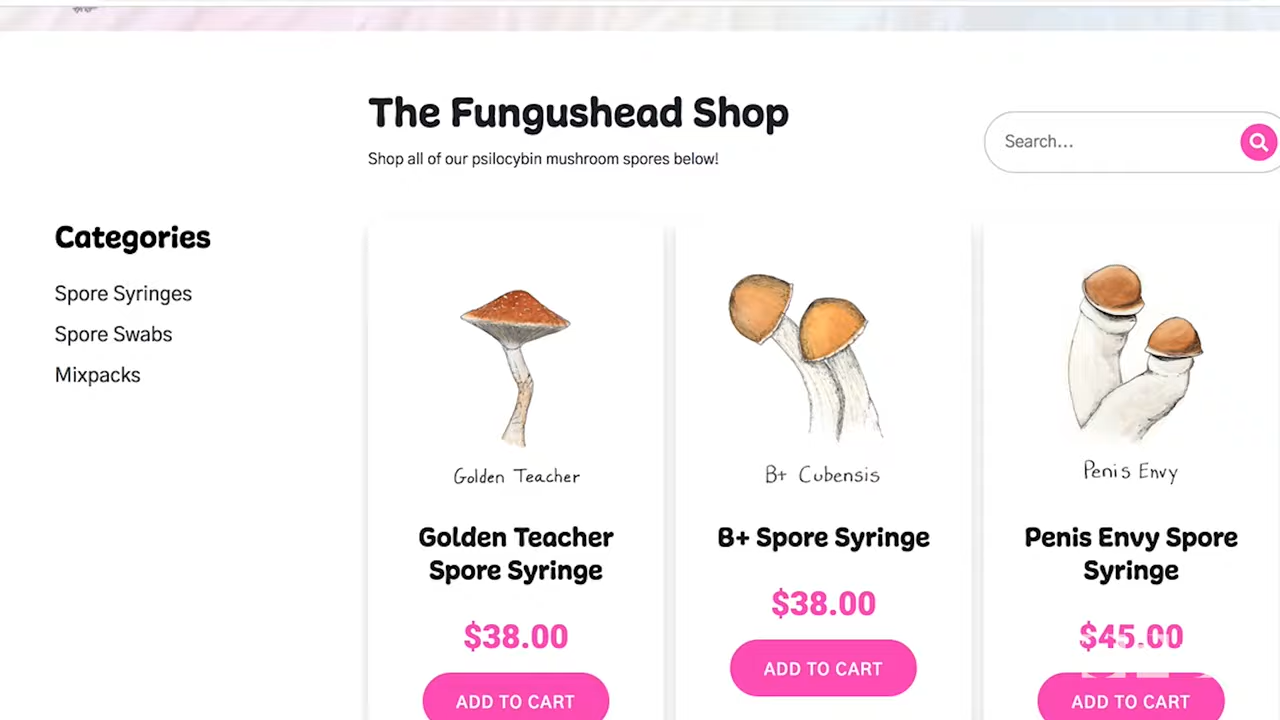 The Fungushead Shop
Shop all of our psilocybin mushroom spores below!
Search...
Categories
Spore Syringes
Spore Swabs
Mixpacks
Golden Teacher
Golden Teacher
Spore Syringe
$38.00
ADD TO CART
B+ Cubensis
B+ Spore Syringe
$38.00
ADD TO CART
Penis Envy
Penis Envy Spore
Syringe
$45.00
ADD TO CART